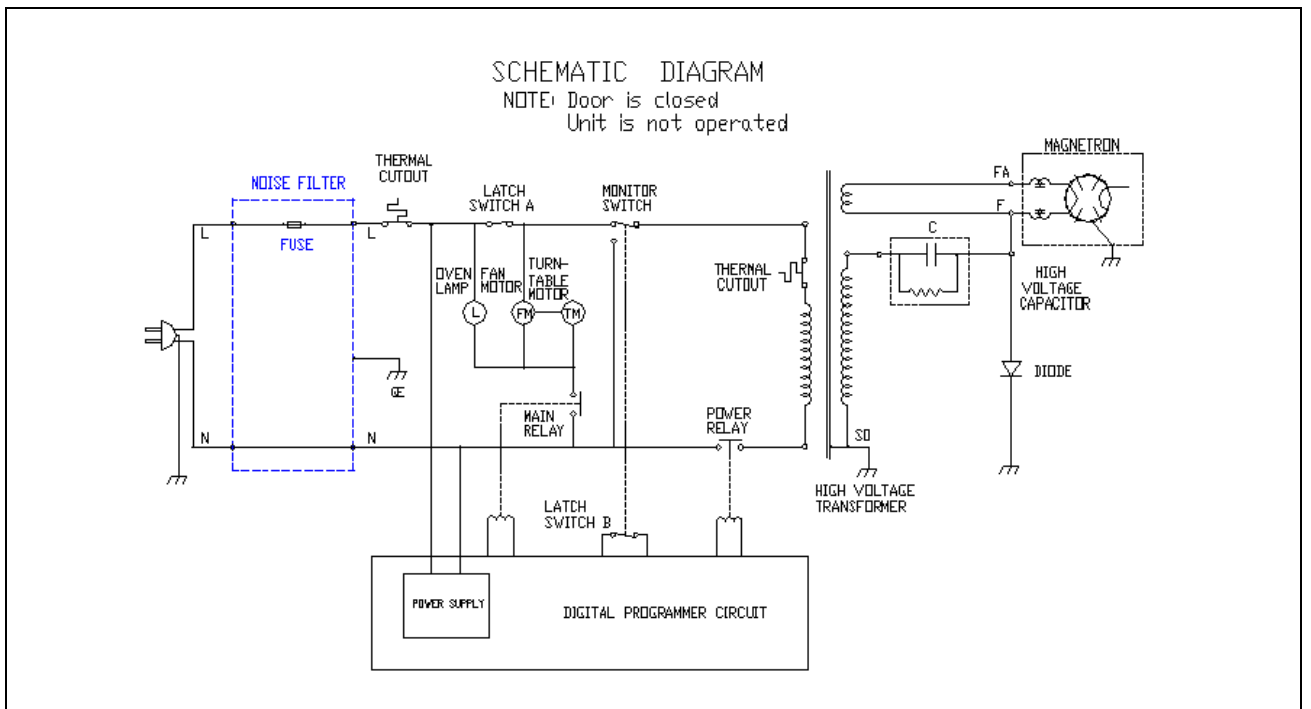 SCHEMATIC DIAGRAM
NOTE: Door is closed
Unit is not operated
MAGNETRON
THERMAL
CUTOUT
NOISE FILTER
LATCH
SWITCH A
MONITOR
SWITCH
FA
F
L
L
FUSE
C
OVEN
LAMP
FAN
MOTOR
TURN-
TABLE
MOTOR
THERMAL
CUTOUT
HIGH
VOLTAGE
CAPACITOR
L
FM
TM
DIODE
GE
MAIN
RELAY
POWER
RELAY
N
N
SO
HIGH VOLTAGE
TRANSFORMER
LATCH
SWITCH B
POWER SUPPLY
DIGITAL PROGRAMMER CIRCUIT